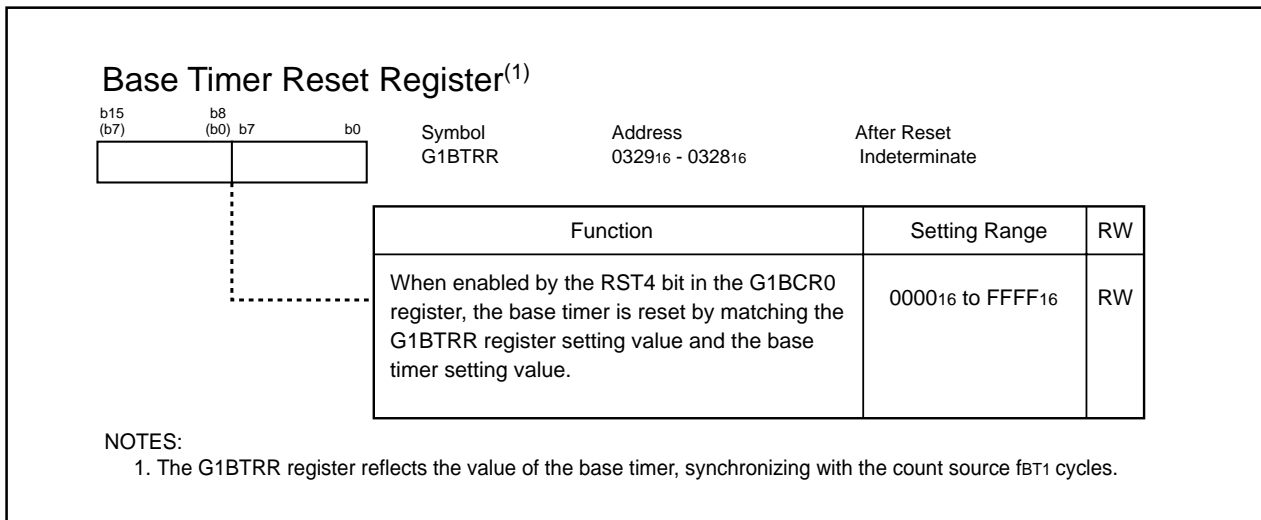 Base Timer Reset Register(1)
b15 b8
(b7) (b0) b7 b0
Symbol Address After Reset
G1BTRR 032916 - 032816 Indeterminate
Function Setting Range RW
When enabled by the RST4 bit in the G1BCR0
register, the base timer is reset by matching the
G1BTRR register setting value and the base
timer setting value.
000016 to FFFF16 RW
NOTES:
1. The G1BTRR register reflects the value of the base timer, synchronizing with the count source fBT1 cycles.